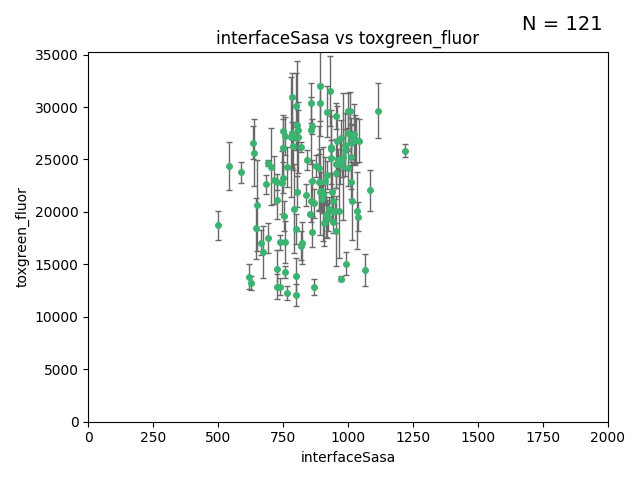 N = 121
interfaceSasa vs toxgreen_fluor
35000
30000
25000
20000
15000
10000
5000
0
toxgreen_fluor
0 250 500 750 1000 1250 1500 1750 2000
interfaceSasa